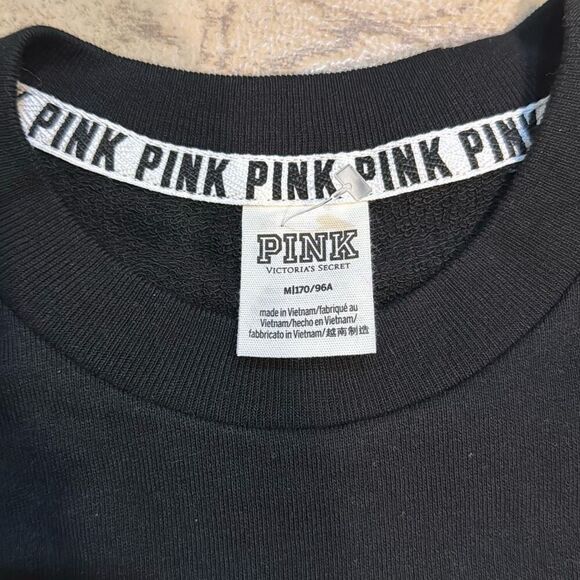 PINK PINK PINK PINK PINK
PINK
VICTORIA'S SECRET
M|170/96A
made in Vietnam/fabriqué au
Vietnam/hecho en Vietnam/
fabbricato in Vietnam/越南制造